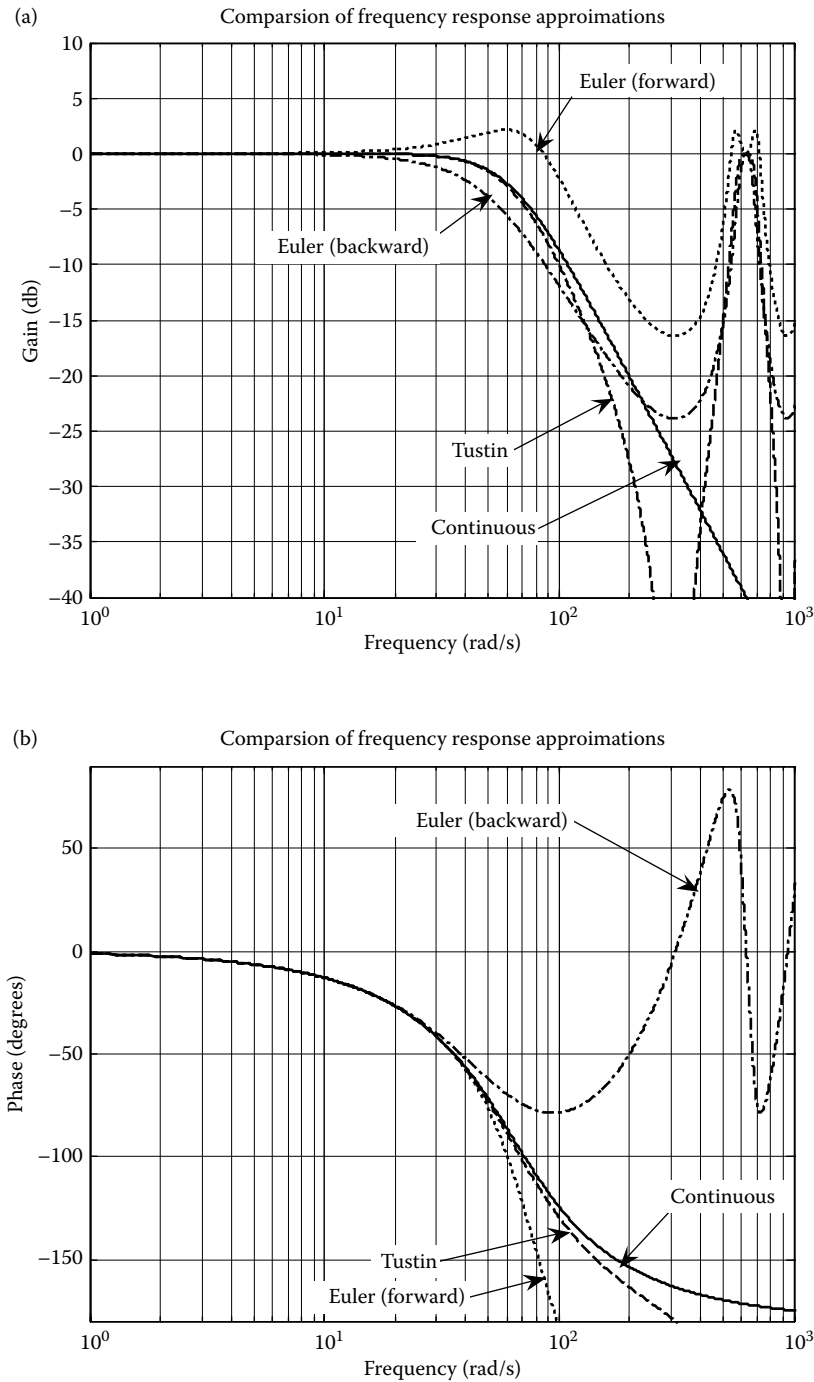 (a)
Comparsion of frequency response approimations
10
5
0
−5
−10
−15
−20
−25
−30
−35
−40
Gain (db)
Euler (forward)
Euler (backward)
Tustin
Continuous
10^0
10^1
10^2
10^3
Frequency (rad/s)
(b)
Comparsion of frequency response approimations
50
0
−50
−100
−150
Phase (degrees)
Euler (backward)
Continuous
Tustin
Euler (forward)
10^0
10^1
10^2
10^3
Frequency (rad/s)